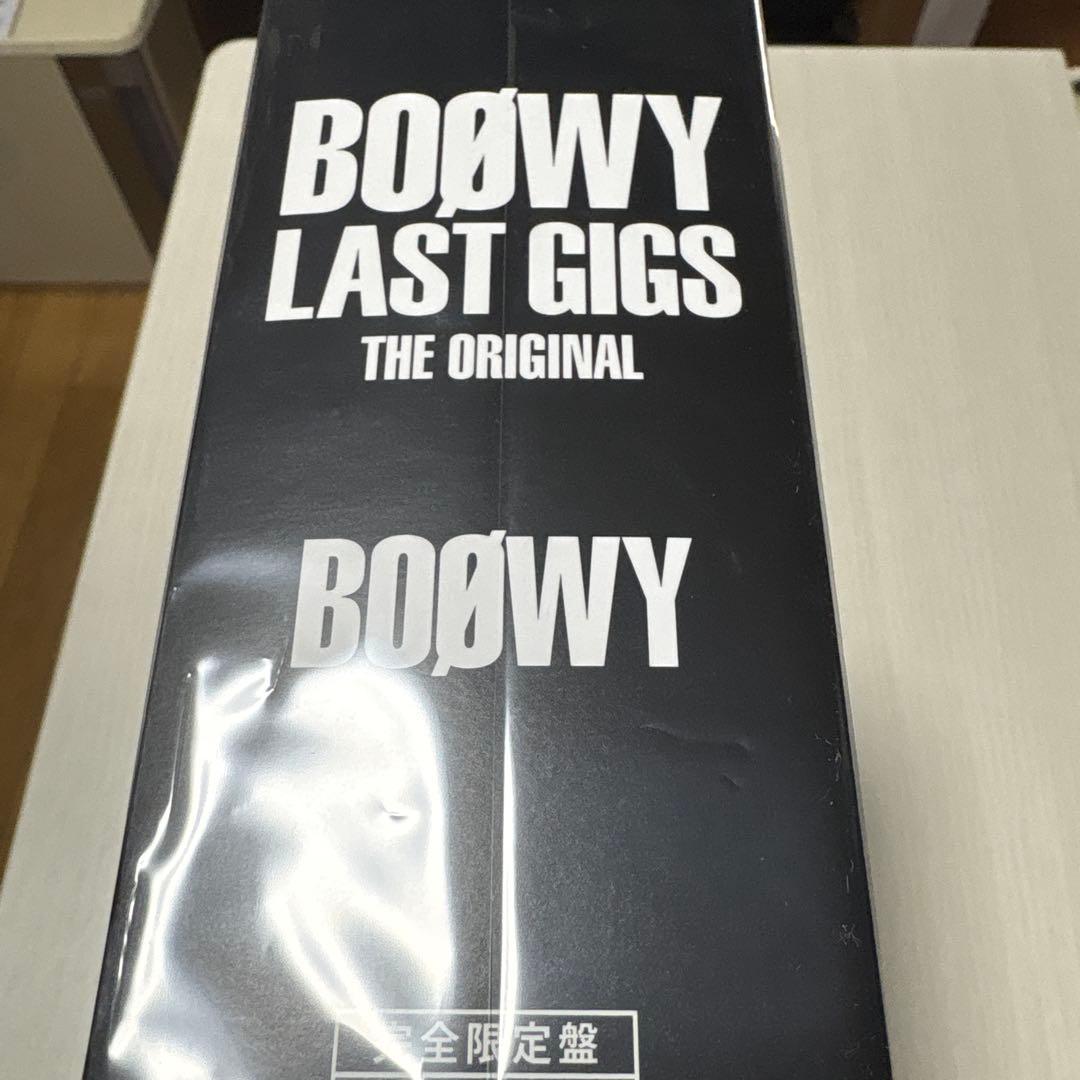 BOØWY
LAST GIGS
THE ORIGINAL
BOØWY
完全限定盤